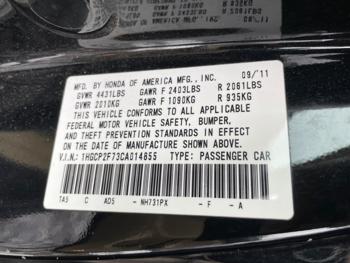 MFD. BY HONDA OF AMERICA MFG., INC. 09/11
GVWR 4431LBS GAWR F 2403LBS R 2061LBS
GVWR 2010KG GAWR F 1090KG R 935KG
THIS VEHICLE CONFORMS TO ALL APPLICABLE
FEDERAL MOTOR VEHICLE SAFETY, BUMPER,
AND THEFT PREVENTION STANDARDS IN EFFECT
ON THE DATE OF MANUFACTURE SHOWN ABOVE.
V.I.N.: 1HGCP2F73CA014655 TYPE: PASSENGER CAR
TA5 C AD5 - NH731PX - F - A